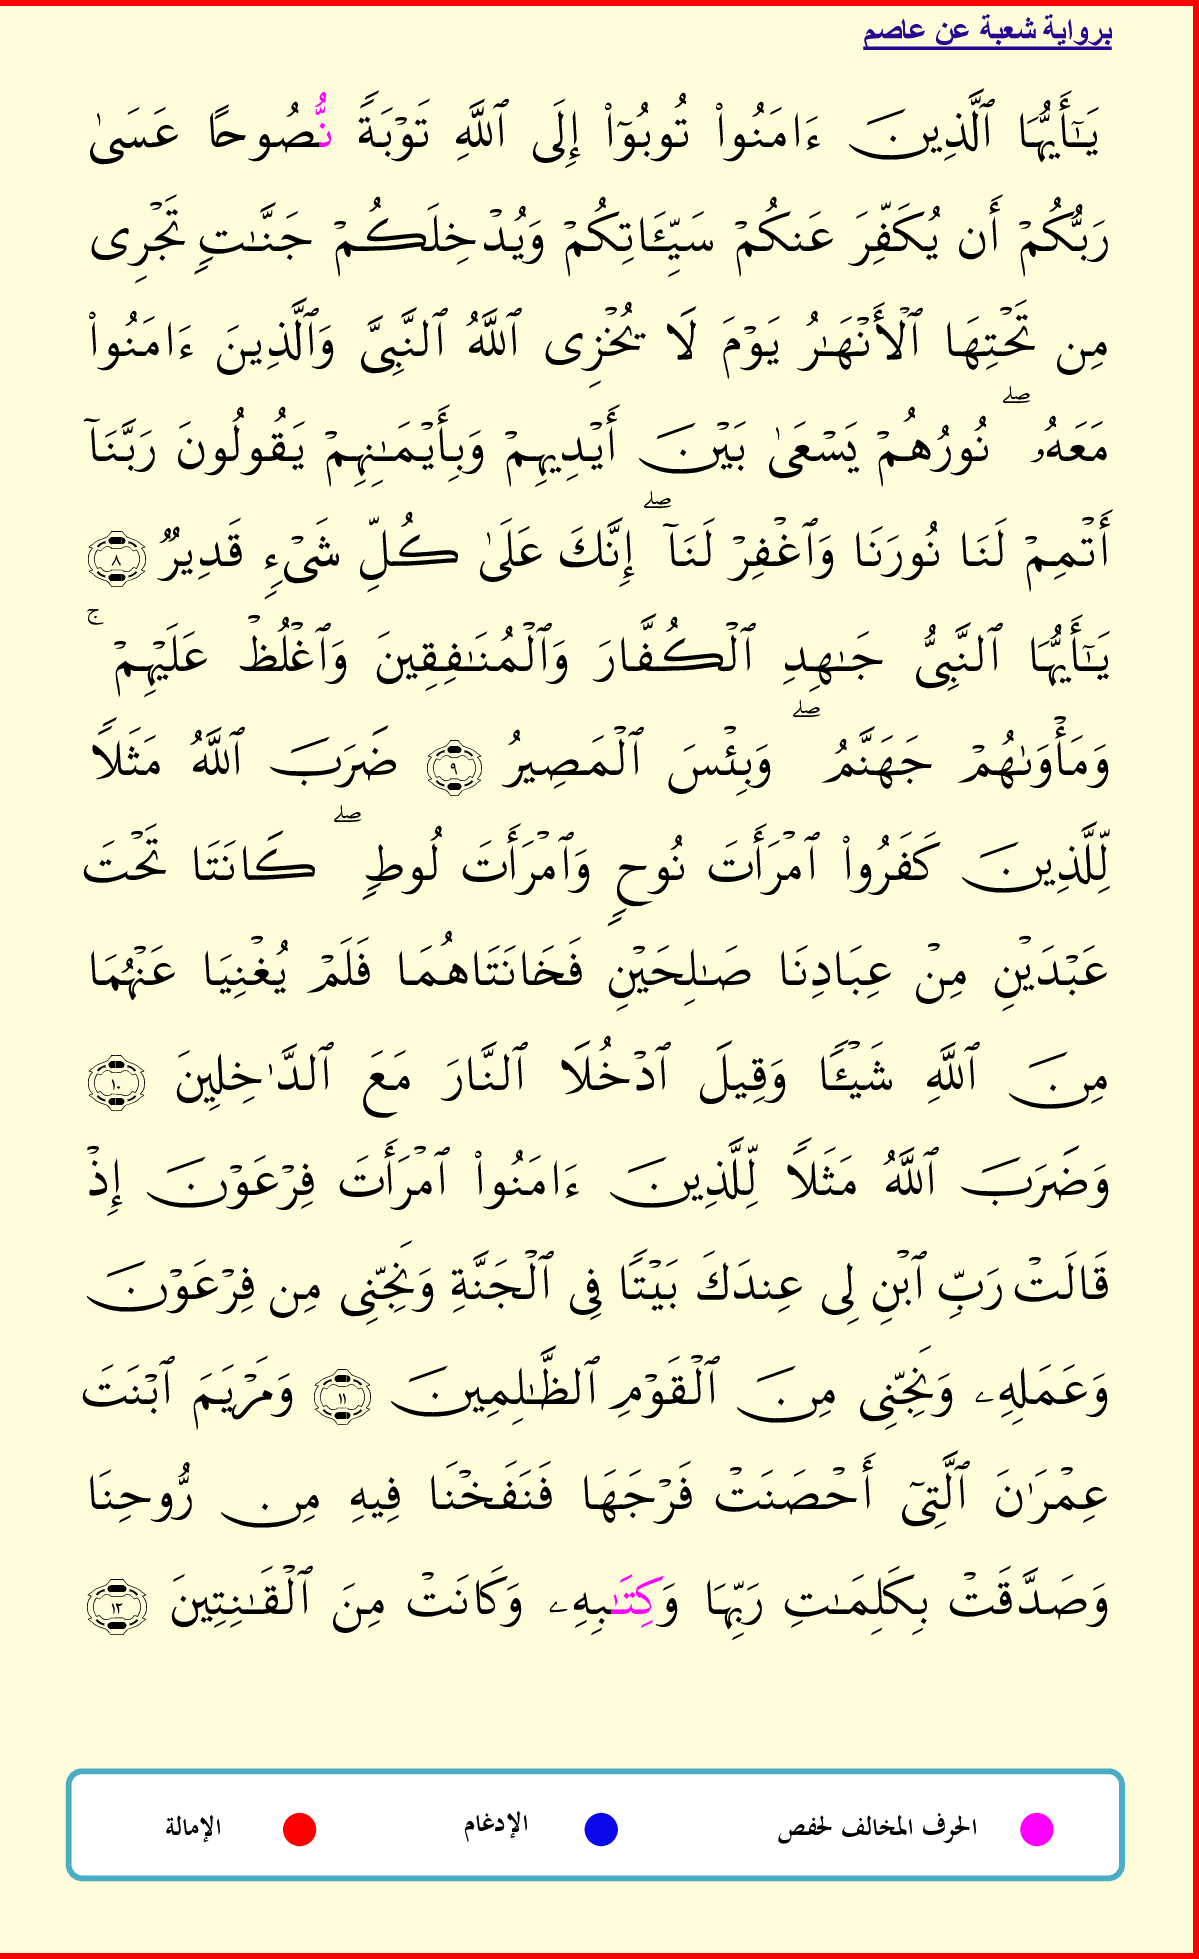 برواية شعبة عن عاصم
يَـٰٓأَيُّهَا ٱلَّذِينَ ءَامَنُوا۟ تُوبُوٓا۟ إِلَى ٱللَّهِ تَوْبَةً نُّصُوحًا عَسَىٰ
رَبُّكُمْ أَن يُكَفِّرَ عَنكُمْ سَيِّـَٔاتِكُمْ وَيُدْخِلَكُمْ جَنَّـٰتٍ تَجْرِى
مِن تَحْتِهَا ٱلْأَنْهَـٰرُ يَوْمَ لَا يُخْزِى ٱللَّهُ ٱلنَّبِىَّ وَٱلَّذِينَ ءَامَنُوا۟
مَعَهُۥ ۖ نُورُهُمْ يَسْعَىٰ بَيْنَ أَيْدِيهِمْ وَبِأَيْمَـٰنِهِمْ يَقُولُونَ رَبَّنَآ
أَتْمِمْ لَنَا نُورَنَا وَٱغْفِرْ لَنَآ ۖ إِنَّكَ عَلَىٰ كُلِّ شَىْءٍ قَدِيرٌ ٨
يَـٰٓأَيُّهَا ٱلنَّبِىُّ جَـٰهِدِ ٱلْكُفَّارَ وَٱلْمُنَـٰفِقِينَ وَٱغْلُظْ عَلَيْهِمْ ۚ
وَمَأْوَىٰهُمْ جَهَنَّمُ ۖ وَبِئْسَ ٱلْمَصِيرُ ٩ ضَرَبَ ٱللَّهُ مَثَلًا
لِّلَّذِينَ كَفَرُوا۟ ٱمْرَأَتَ نُوحٍ وَٱمْرَأَتَ لُوطٍ ۖ كَانَتَا تَحْتَ
عَبْدَيْنِ مِنْ عِبَادِنَا صَـٰلِحَيْنِ فَخَانَتَاهُمَا فَلَمْ يُغْنِيَا عَنْهُمَا
مِنَ ٱللَّهِ شَيْـًٔا وَقِيلَ ٱدْخُلَا ٱلنَّارَ مَعَ ٱلدَّٰخِلِينَ ١٠
وَضَرَبَ ٱللَّهُ مَثَلًا لِّلَّذِينَ ءَامَنُوا۟ ٱمْرَأَتَ فِرْعَوْنَ إِذْ
قَالَتْ رَبِّ ٱبْنِ لِى عِندَكَ بَيْتًا فِى ٱلْجَنَّةِ وَنَجِّنِى مِن فِرْعَوْنَ
وَعَمَلِهِۦ وَنَجِّنِى مِنَ ٱلْقَوْمِ ٱلظَّـٰلِمِينَ ١١ وَمَرْيَمَ ٱبْنَتَ
عِمْرَٰنَ ٱلَّتِىٓ أَحْصَنَتْ فَرْجَهَا فَنَفَخْنَا فِيهِ مِن رُّوحِنَا
وَصَدَّقَتْ بِكَلِمَـٰتِ رَبِّهَا وَكِتَـٰبِهِۦ وَكَانَتْ مِنَ ٱلْقَـٰنِتِينَ ١٢
الحرف المخالف لحفص الإدغام الإمالة